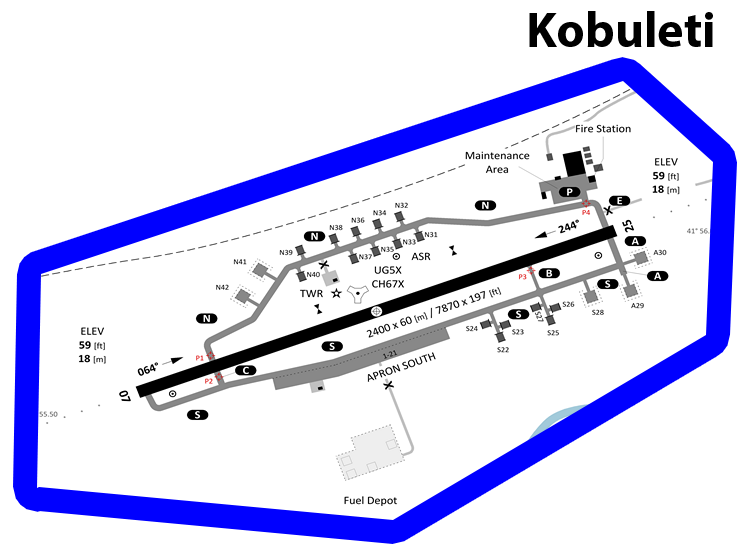 Kobuleti
Fire Station
Maintenance
Area
ELEV
59 [ft]
18 [m]
P
E
P4
N
N32
N34
N36
N38
N39
N
N31
N33
N35
N37
N40
N41
N42
N
ASR
UG5X
CH67X
TWR
244°
25
41° 56.
A
A30
A
A29
S
S28
B
P3
S26
S27
S25
S
S23
S24
S22
2400 x 60 [m] / 7870 x 197 [ft]
S
1-21
APRON SOUTH
ELEV
59 [ft]
18 [m]
064°
07
P1
P2
C
S
55.50
Fuel Depot